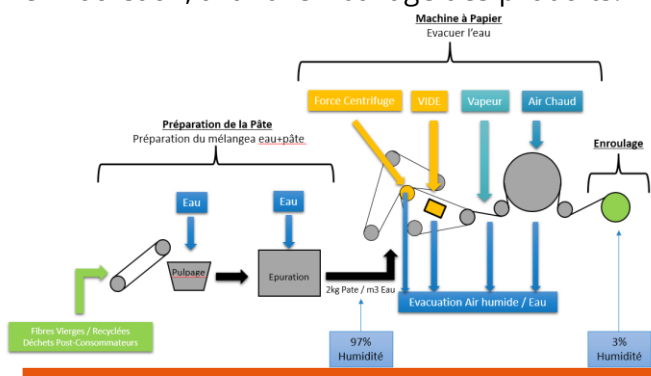 Machine à Papier
Evacuer l'eau
Force Centrifuge
VIDE
Vapeur
Air Chaud
Préparation de la Pâte
Préparation du mélangea eau+pâte
Enroulage
Eau
Eau
Pulpage
Epuration
2kg Pate / m3 Eau
Evacuation Air humide / Eau
Fibres Vierges / Recyclées
Déchets Post-Consommateurs
97%
Humidité
3%
Humidité